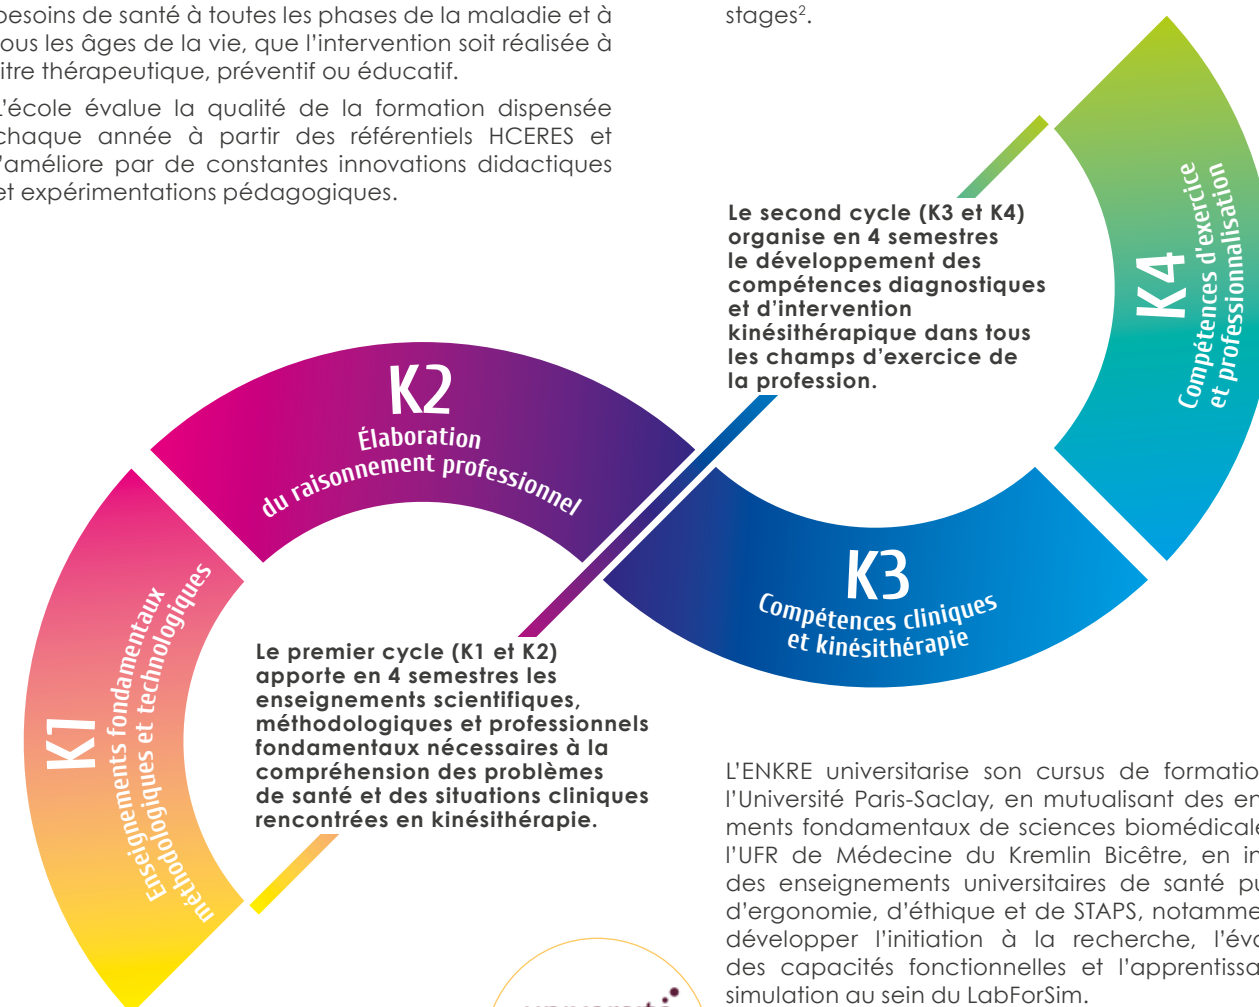 besoins de santé à toutes les phases de la maladie et à
tous les âges de la vie, que l'intervention soit réalisée à
titre thérapeutique, préventif ou éducatif.
L'école évalue la qualité de la formation dispensée
chaque année à partir des référentiels HCERES et
l'améliore par de constantes innovations didactiques
et expérimentations pédagogiques.
stages².
Le second cycle (K3 et K4)
organise en 4 semestres
le développement des
compétences diagnostiques
et d'intervention
kinésithérapique dans tous
les champs d'exercice de
la profession.
K4
Compétences d'exercice
et professionnalisation
K2
Élaboration
du raisonnement professionnel
K3
Compétences cliniques
et kinésithérapie
K1
Enseignements fondamentaux
méthodologiques et technologiques
Le premier cycle (K1 et K2)
apporte en 4 semestres les
enseignements scientifiques,
méthodologiques et professionnels
fondamentaux nécessaires à la
compréhension des problèmes
de santé et des situations cliniques
rencontrées en kinésithérapie.
L'ENKRE universitarise son cursus de formatio
l'Université Paris-Saclay, en mutualisant des en
ments fondamentaux de sciences biomédicale
l'UFR de Médecine du Kremlin Bicêtre, en in
des enseignements universitaires de santé pu
d'ergonomie, d'éthique et de STAPS, notamme
développer l'initiation à la recherche, l'éva
des capacités fonctionnelles et l'apprentissa
simulation au sein du LabForSim.